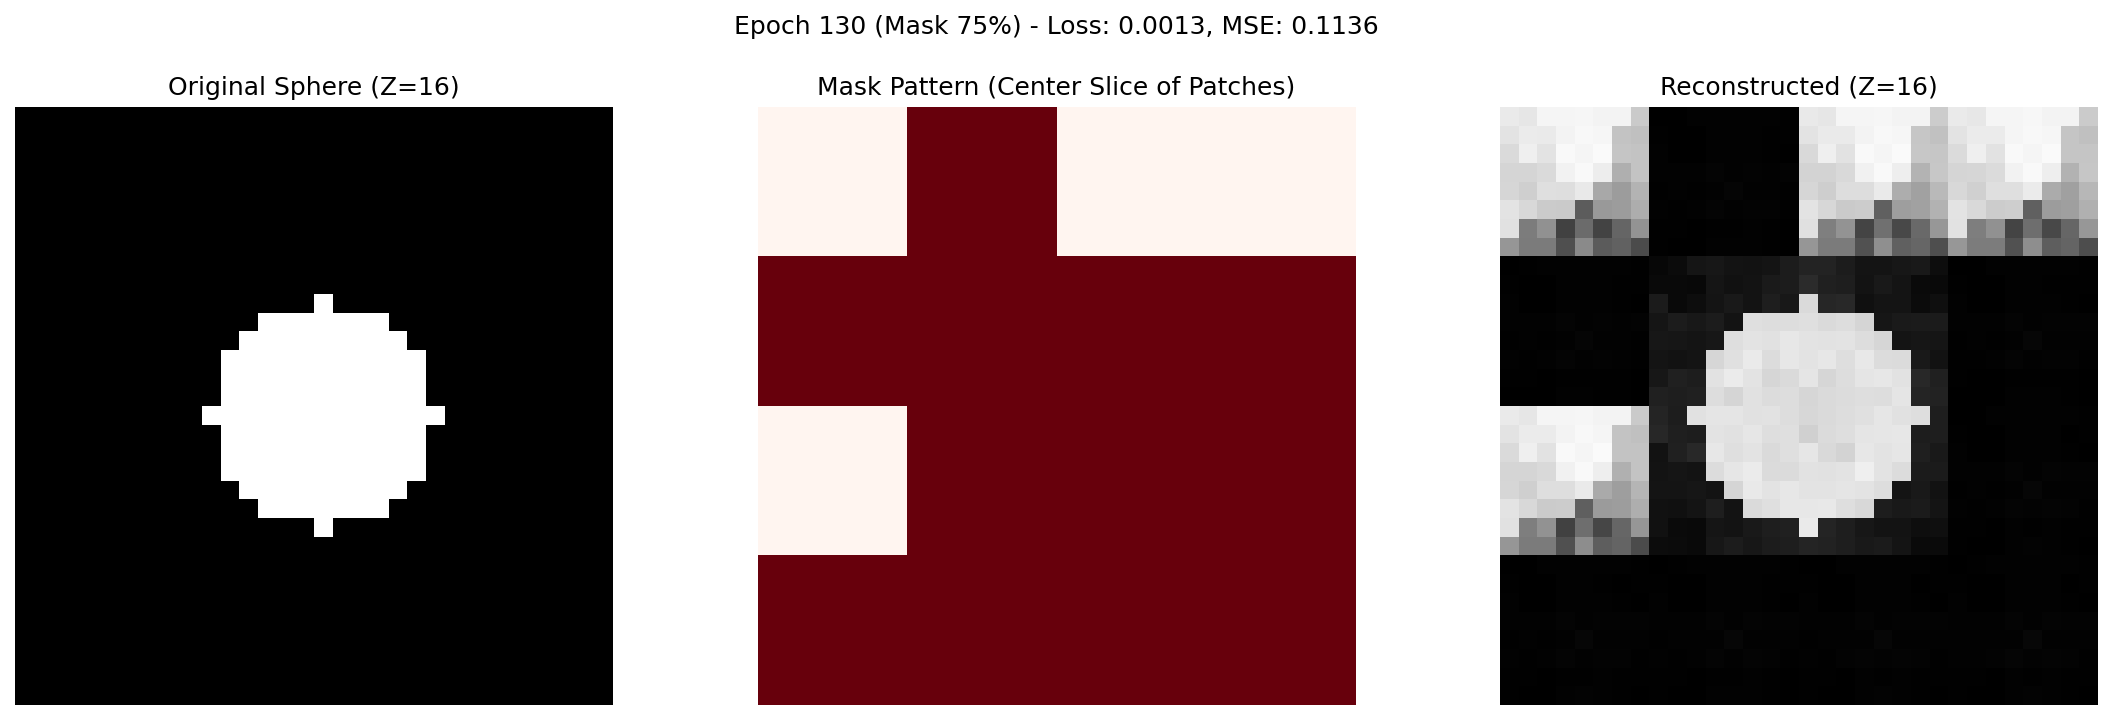 Epoch 130 (Mask 75%) - Loss: 0.0013, MSE: 0.1136
Original Sphere (Z=16)
Mask Pattern (Center Slice of Patches)
Reconstructed (Z=16)